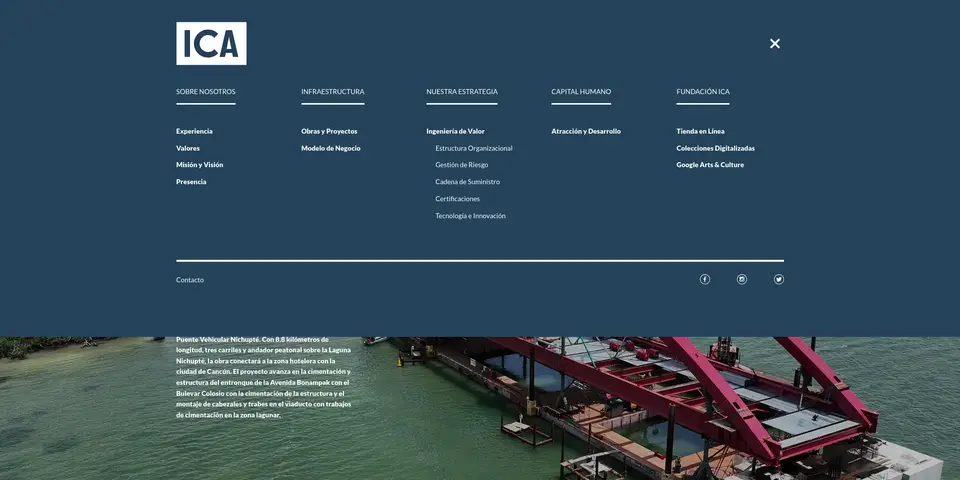 ICA
SOBRE NOSOTROS
Experiencia
Valores
Misión y Visión
Presencia
INFRAESTRUCTURA
Obras y Proyectos
Modelo de Negocio
NUESTRA ESTRATEGIA
Ingeniería de Valor
Estructura Organizacional
Gestión de Riesgo
Cadena de Suministro
Certificaciones
Tecnología e Innovación
CAPITAL HUMANO
Atracción y Desarrollo
FUNDACIÓN ICA
Tienda en Línea
Colecciones Digitalizadas
Google Arts & Culture
Contacto
Puente Vehicular Nichupté. Con 8.8 kilómetros de
longitud, tres carriles y andador peatonal sobre la Laguna
Nichupté, la obra conectará a la zona hotelera con la
ciudad de Cancún. El proyecto avanza en la cimentación y
estructura del entronque de la Avenida Bonampak con el
Bulevar Colosio con la cimentación de la estructura y el
montaje de cabezales y trabes en el viaducto con trabajos
de cimentación en la zona lagunar.